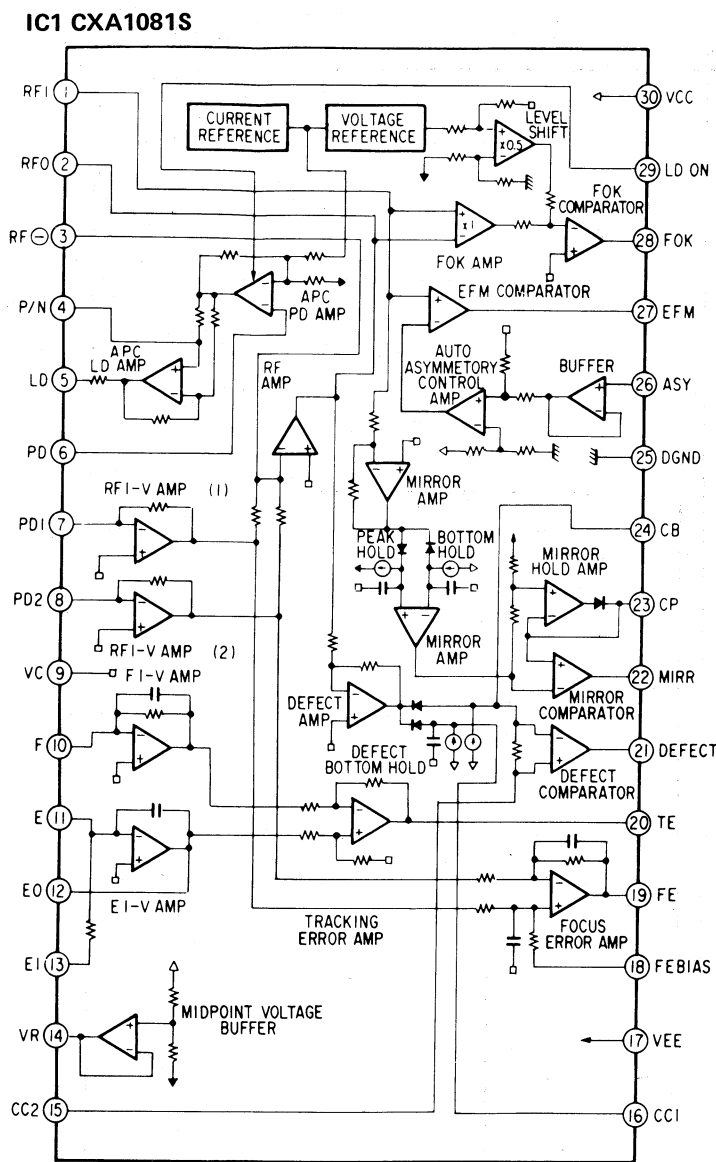 IC1 CXA1081S
RFI 1
RFO 2
RF⊖ 3
P/N 4
LD 5
PD 6
PD1 7
PD2 8
VC 9
F 10
E 11
EO 12
EI 13
VR 14
CC2 15
CURRENT
REFERENCE
VOLTAGE
REFERENCE
LEVEL
SHIFT
+
×0.5
−
FOK
COMPARATOR
+
×1
−
FOK AMP
EFM COMPARATOR
APC
PD AMP
APC
LD AMP
RF
AMP
AUTO
ASYMMETORY
CONTROL
AMP
BUFFER
MIRROR
AMP
RFI-V AMP (1)
PEAK
HOLD
BOTTOM
HOLD
MIRROR
HOLD AMP
MIRROR
AMP
RFI-V AMP (2)
FI-V AMP
MIRROR
COMPARATOR
DEFECT
AMP
DEFECT
BOTTOM HOLD
DEFECT
COMPARATOR
EI-V AMP
TRACKING
ERROR AMP
FOCUS
ERROR AMP
MIDPOINT VOLTAGE
BUFFER
30 VCC
29 LD ON
28 FOK
27 EFM
26 ASY
25 DGND
24 CB
23 CP
22 MIRR
21 DEFECT
20 TE
19 FE
18 FEBIAS
17 VEE
16 CC1